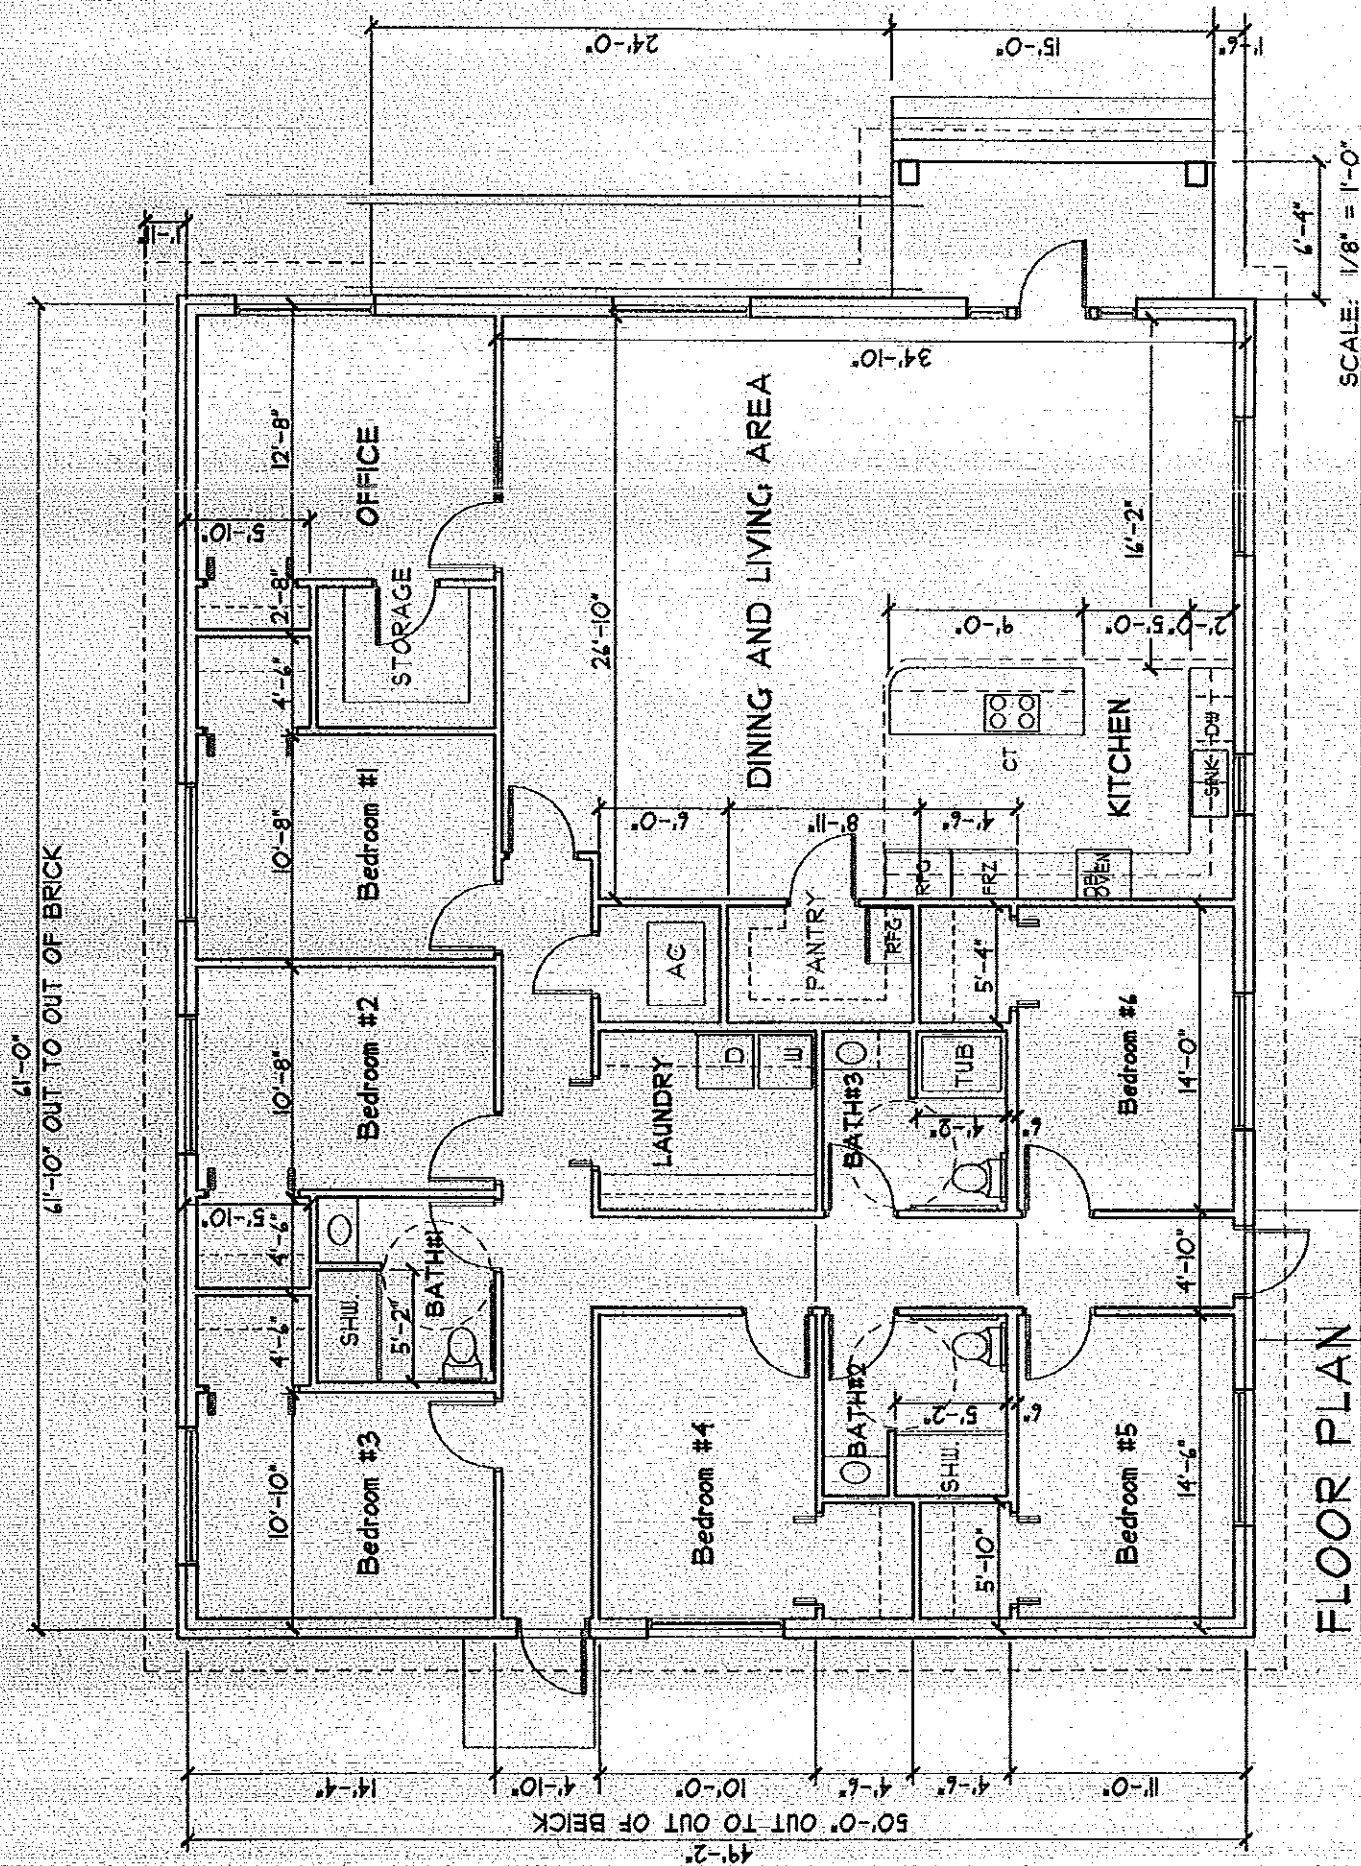 61'-0"
61'-10" OUT TO OUT OF BRICK
1'-11"
24'-0"
15'-0"
1'-6"
6'-4"
12'-8"
OFFICE
5'-10"
2'-8"
STORAGE
4'-6"
Bedroom #1
10'-8"
Bedroom #2
10'-8"
5'-10"
4'-6"
BATH#1
SHW.
5'-2"
4'-6"
Bedroom #3
10'-10"
34'-10"
DINING AND LIVING AREA
26'-10"
16'-2"
9'-0"
5'-0"
2'-0"
KITCHEN
CT
DW
SINK
6'-0"
8'-11"
4'-6"
RFG
FRZ
DBL
OVEN
AC
PANTRY
RFG
5'-4"
LAUNDRY
D
W
BATH#3
TUB
4'-2"
6"
Bedroom #6
14'-0"
4'-10"
Bedroom #4
BATH#2
5'-2"
SHW.
6"
5'-10"
Bedroom #5
14'-6"
14'-4"
4'-10"
10'-0"
4'-6"
4'-6"
11'-0"
50'-0" OUT TO OUT OF BEICK
49'-2"
FLOOR PLAN
SCALE: 1/8" = 1'-0"